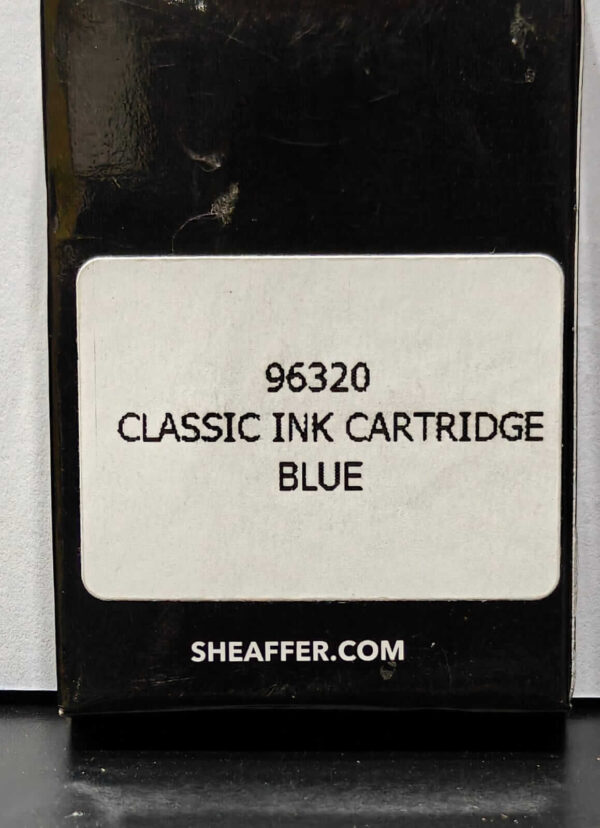 96320
CLASSIC INK CARTRIDGE
BLUE
SHEAFFER.COM